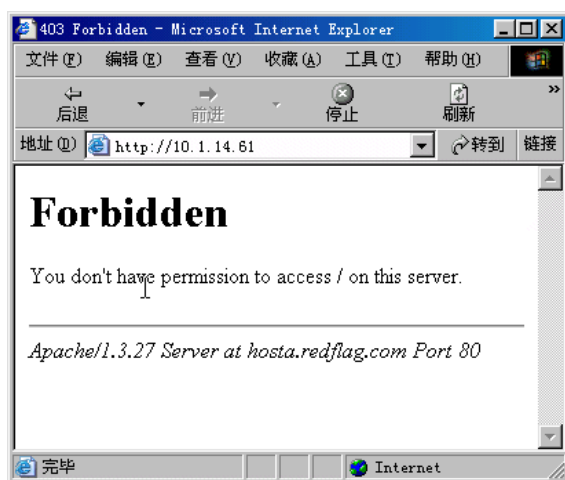 403 Forbidden - Microsoft Internet Explorer
文件(F) 编辑(E) 查看(V) 收藏(A) 工具(T) 帮助(H)
后退 前进 停止 刷新 »
地址(D) http://10.1.14.61 转到 链接
Forbidden
You don't have permission to access / on this server.
Apache/1.3.27 Server at hosta.redflag.com Port 80
完毕 Internet